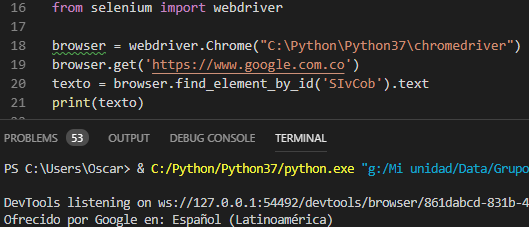 16 from selenium import webdriver
17
18 browser = webdriver.Chrome("C:\Python\Python37\chromedriver")
19 browser.get('https://www.google.com.co')
20 texto = browser.find_element_by_id('SIvCob').text
21 print(texto)
PROBLEMS 53 OUTPUT DEBUG CONSOLE TERMINAL
PS C:\Users\Oscar> & C:/Python/Python37/python.exe "g:/Mi unidad/Data/Grupo
DevTools listening on ws://127.0.0.1:54492/devtools/browser/861dabcd-831b-4
Ofrecido por Google en: Español (Latinoamérica)